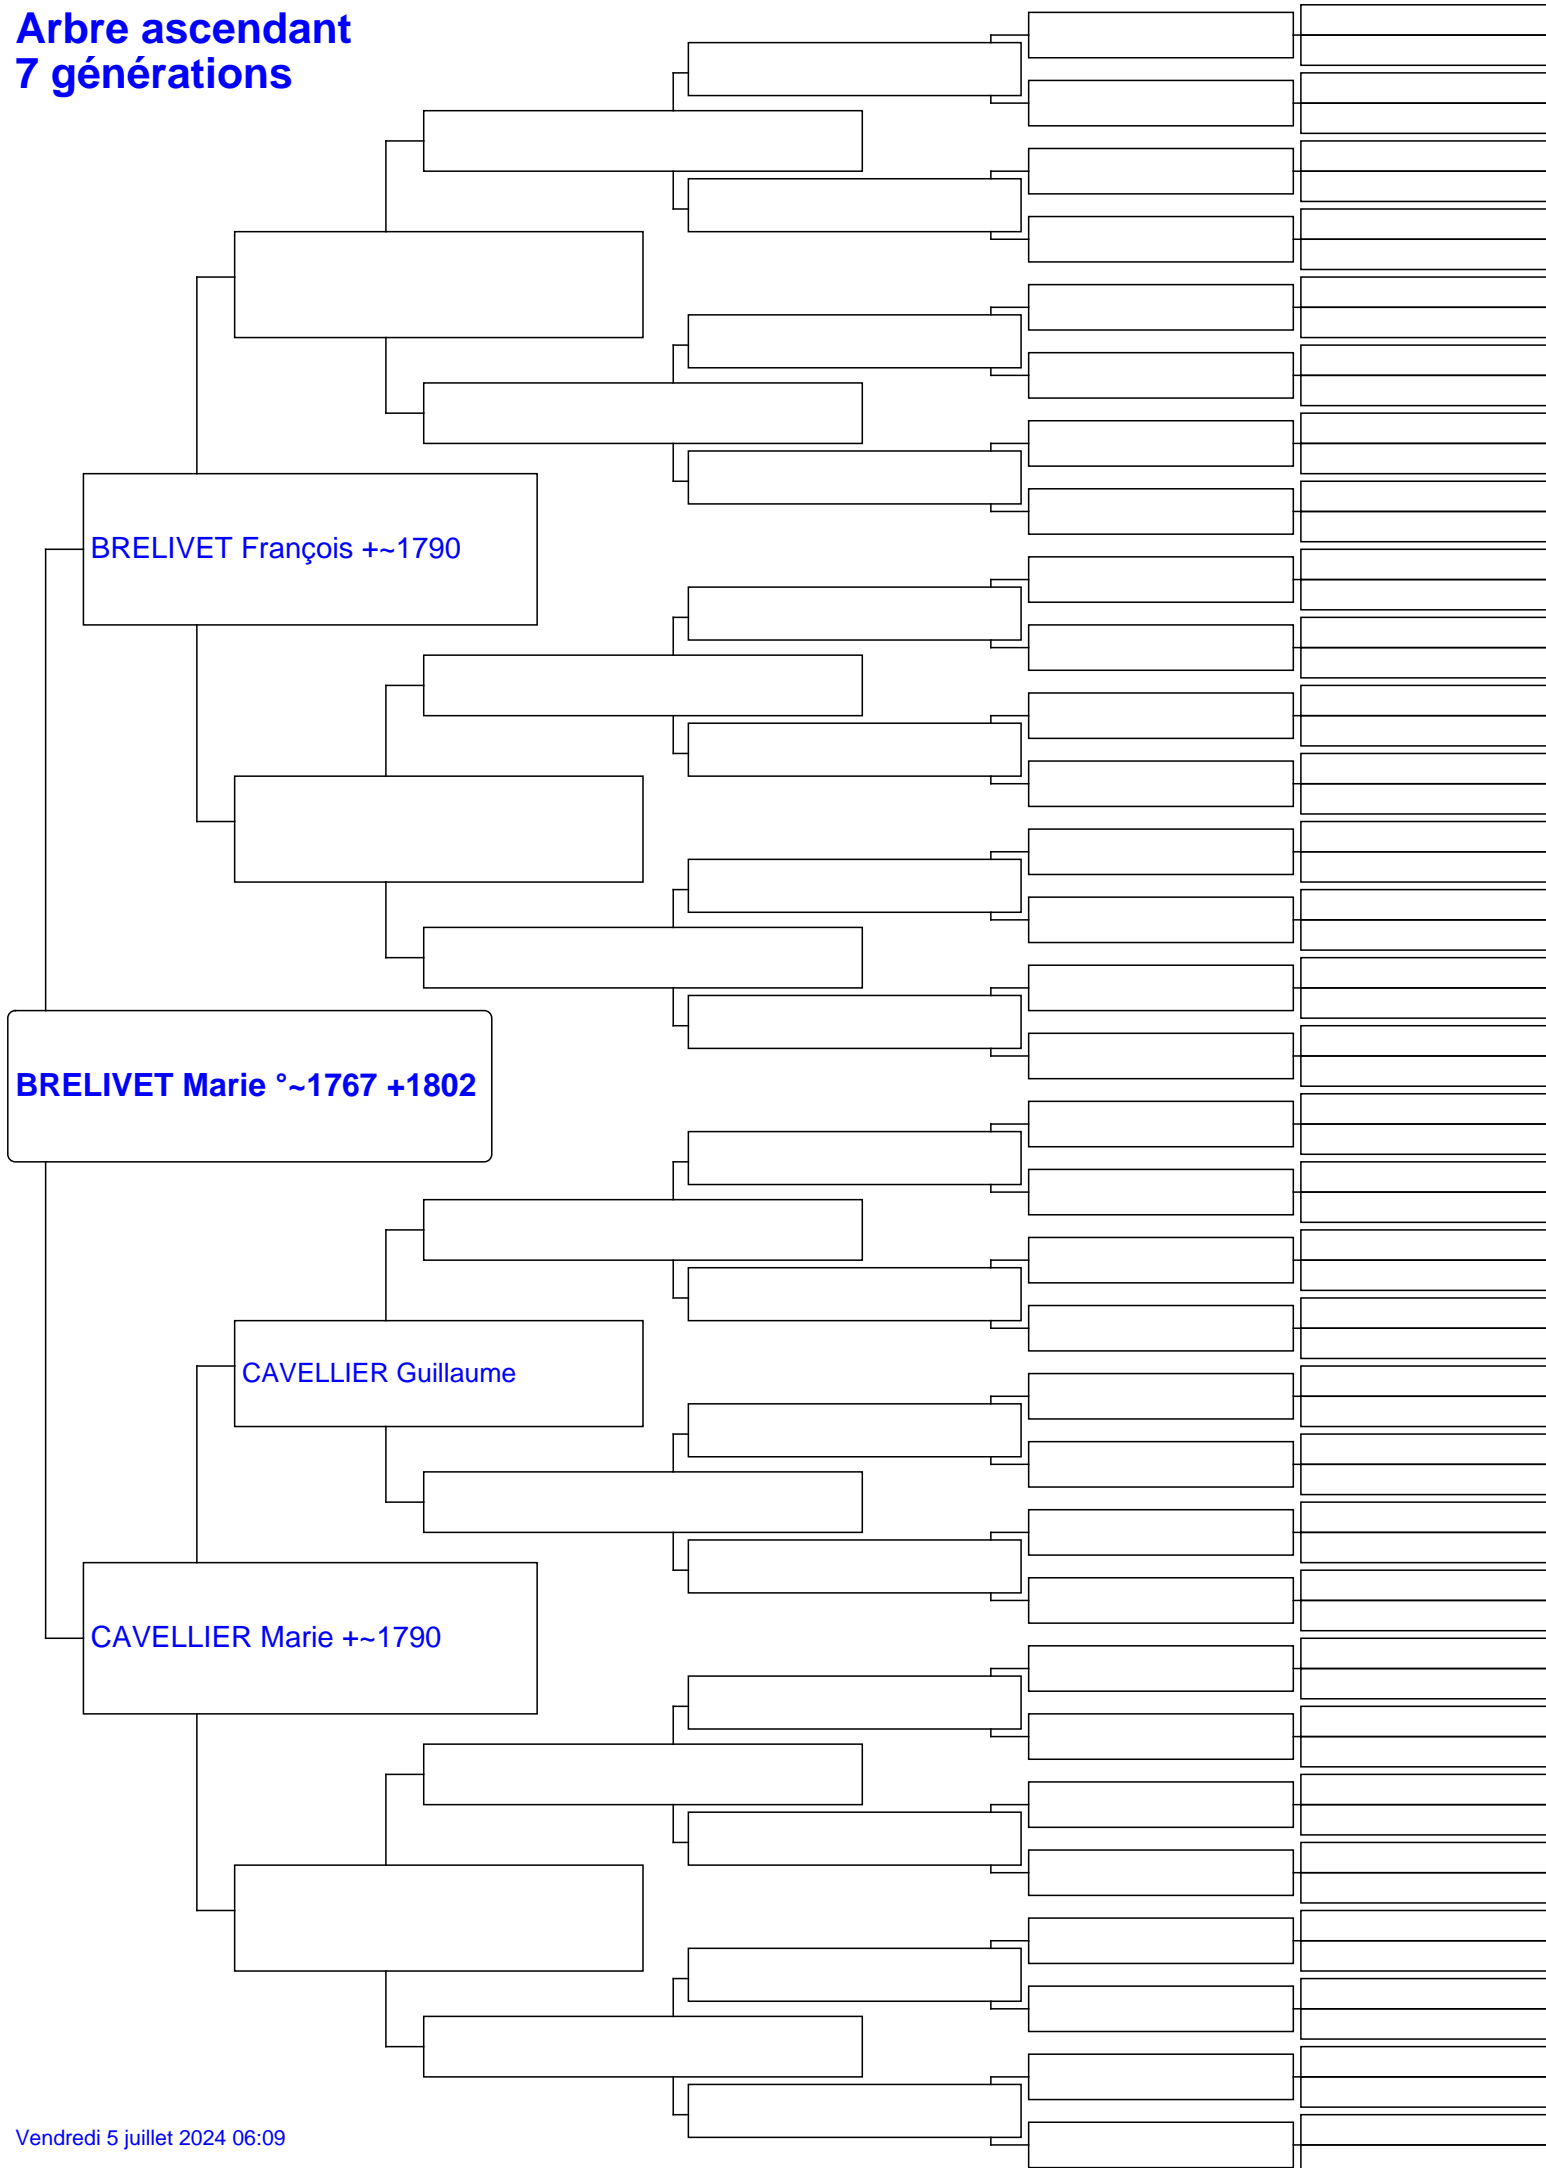 Arbre ascendant
7 générations
BRELIVET François +~1790
BRELIVET Marie °~1767 +1802
CAVELLIER Guillaume
CAVELLIER Marie +~1790
Vendredi 5 juillet 2024 06:09